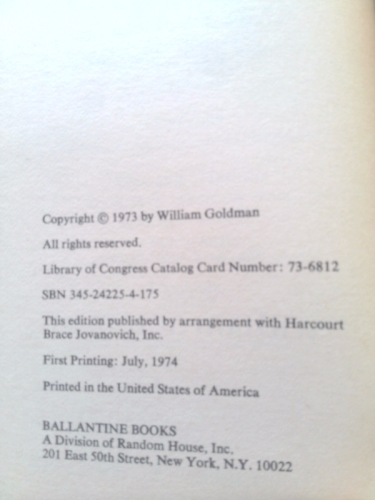 Copyright © 1973 by William Goldman
All rights reserved.
Library of Congress Catalog Card Number: 73-6812
SBN 345-24225-4-175
This edition published by arrangement with Harcourt
Brace Jovanovich, Inc.
First Printing: July, 1974
Printed in the United States of America
BALLANTINE BOOKS
A Division of Random House, Inc.
201 East 50th Street, New York, N.Y. 10022